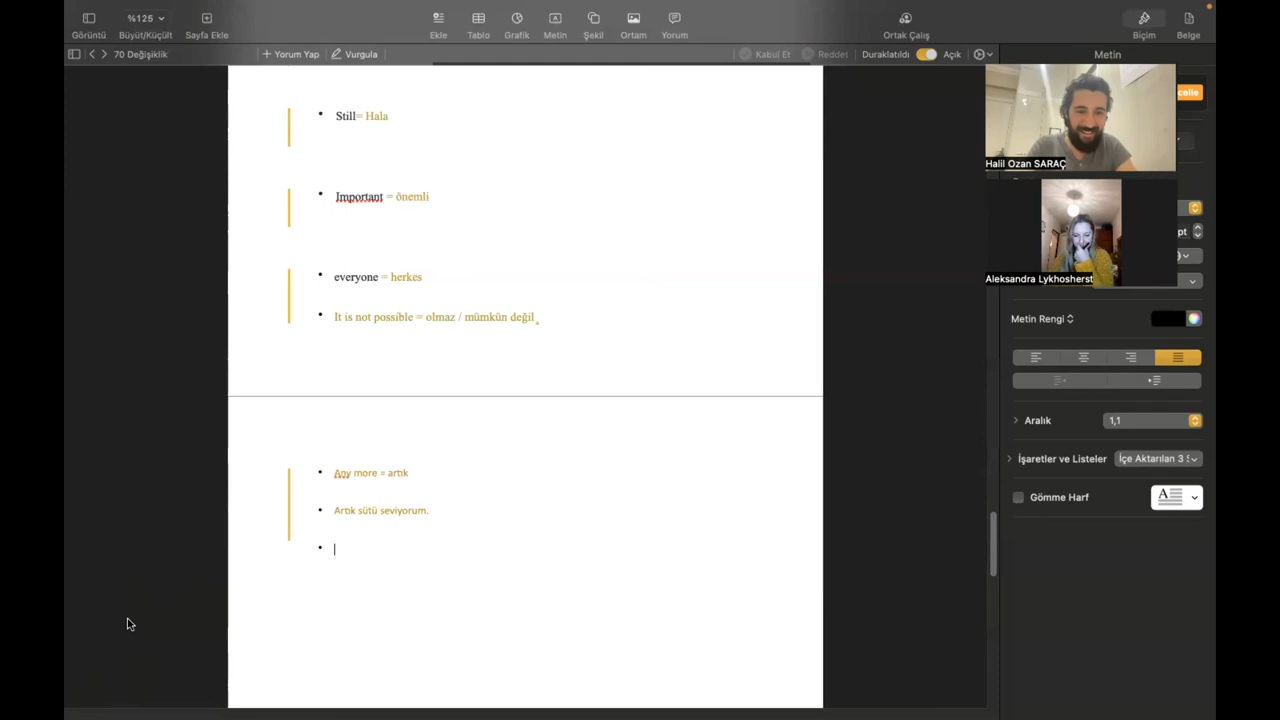 %125
Görüntü
Büyüt/Küçült
Sayfa Ekle
Ekle
Tablo
Grafik
Metin
Şekil
Ortam
Yorum
Ortak Çalış
Biçim
Belge
70 Değişiklik
Yorum Yap
Vurgula
Kabul Et
Reddet
Duraklatıldı
Açık
Metin
celle
Halil Ozan SARAÇ
Aleksandra Lykhosherst
pt
Still= Hala
Important = önemli
everyone = herkes
It is not possible = olmaz / mümkün değil
Any more = artık
Artık sütü seviyorum.
Metin Rengi
Aralık
1,1
İşaretler ve Listeler
İçe Aktarılan 3 S
Gömme Harf
A